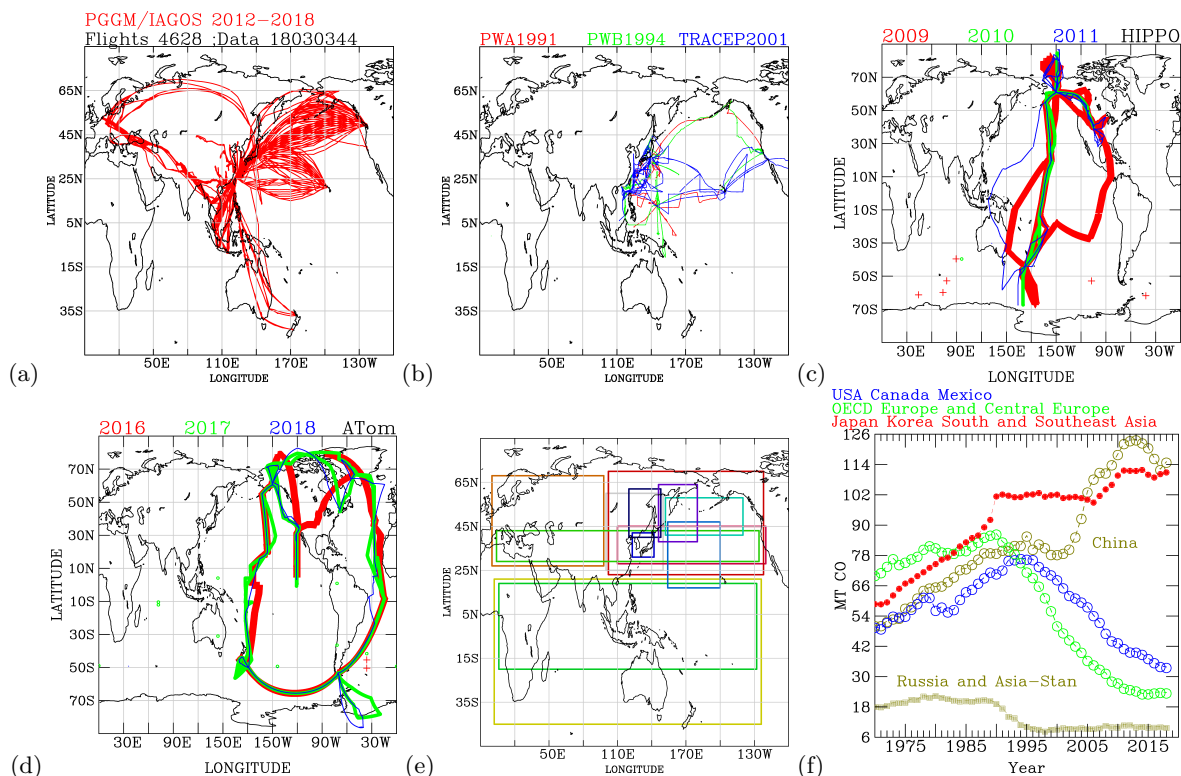 PGGM/IAGOS 2012−2018
Flights 4628 ;Data 18030344
65N
45N
25N
5N
15S
35S
LATITUDE
50E 110E 170E 130W
LONGITUDE
(a)
PWA1991 PWB1994 TRACEP2001
65N
45N
25N
5N
15S
35S
LATITUDE
50E 110E 170E 130W
LONGITUDE
(b)
2009 2010 2011 HIPPO
70N
50N
30N
10N
10S
30S
50S
70S
LATITUDE
30E 90E 150E 150W 90W 30W
LONGITUDE
(c)
2016 2017 2018 ATom
70N
50N
30N
10N
10S
30S
50S
70S
LATITUDE
30E 90E 150E 150W 90W 30W
LONGITUDE
(d)
65N
45N
25N
5N
15S
35S
LATITUDE
50E 110E 170E 130W
LONGITUDE
(e)
USA Canada Mexico
OECD Europe and Central Europe
Japan Korea South and Southeast Asia
136
124
114
102
90
78
66
54
42
30
18
6
MT CO
China
Russia and Asia−Stan
1975 1985 1995 2005 2015
Year
(f)